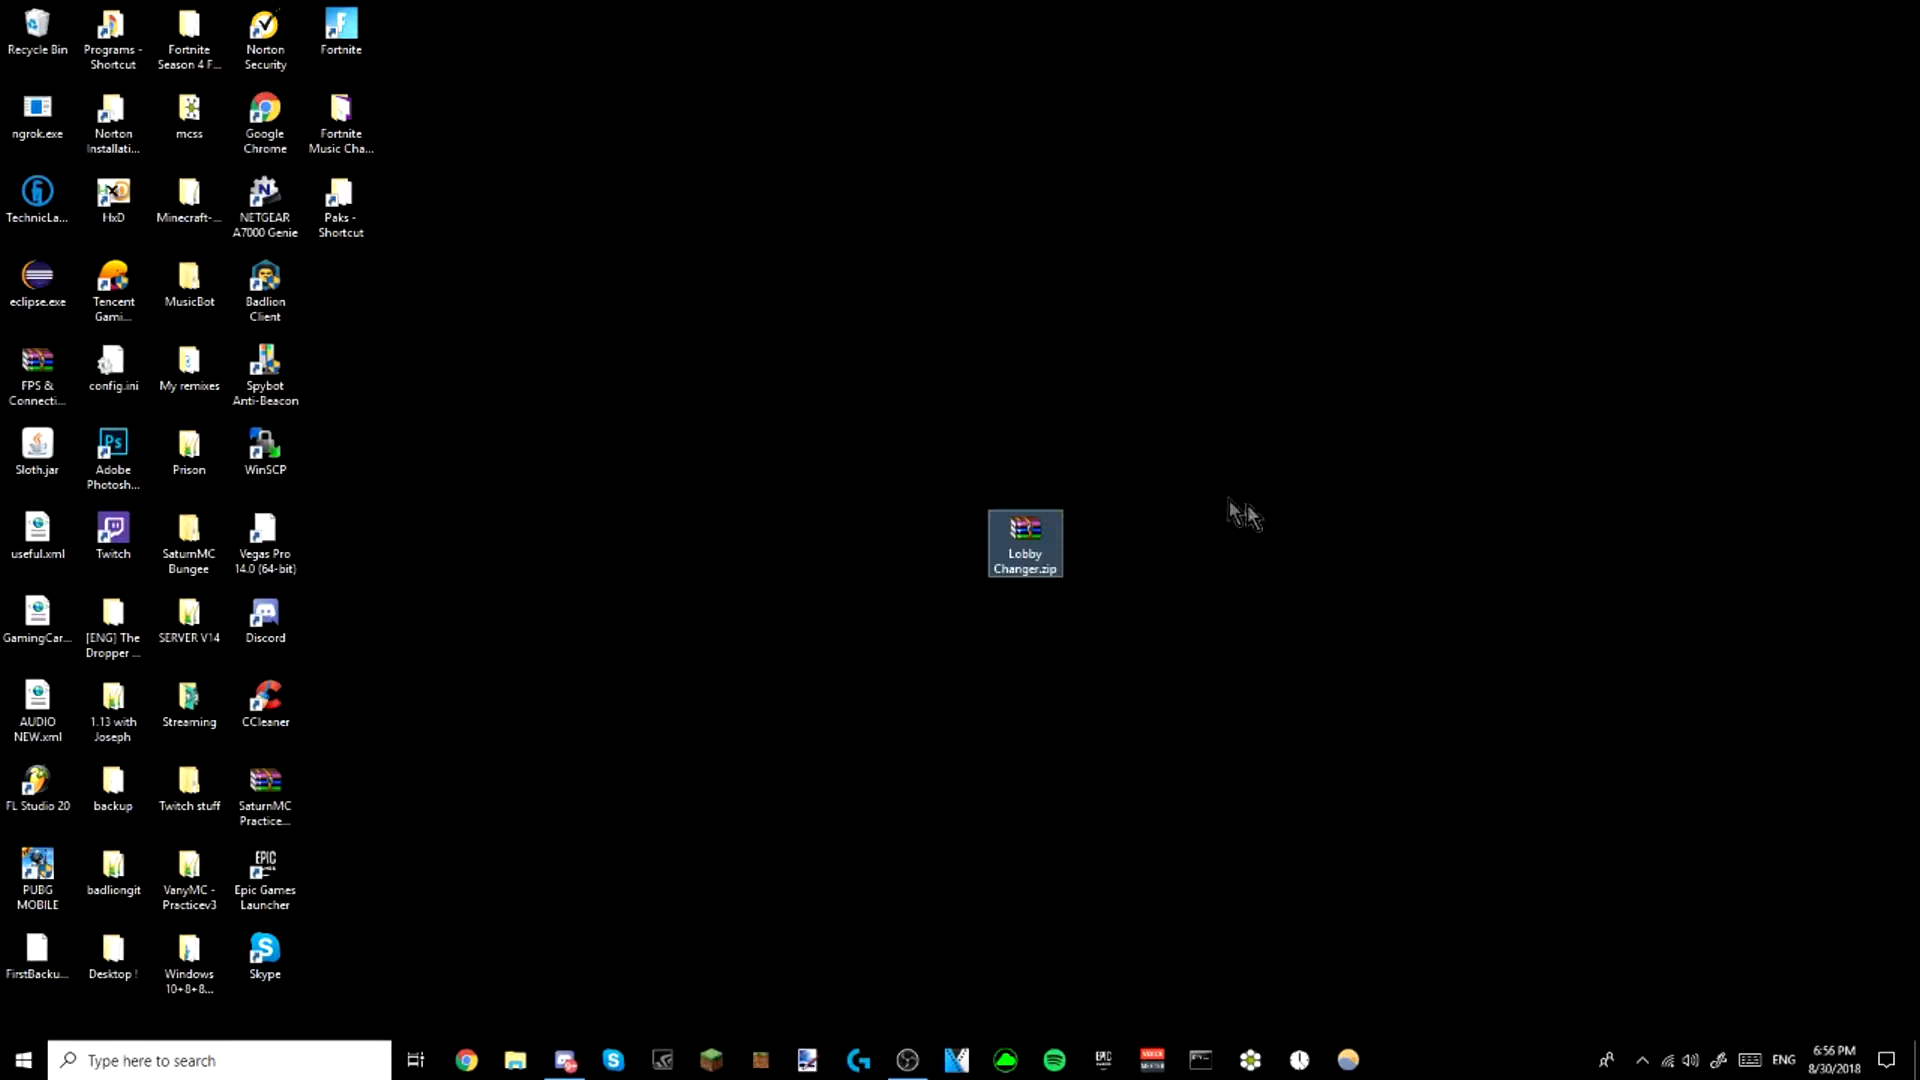 Recycle Bin
Programs -
Shortcut
Fortnite
Season 4 F...
Norton
Security
Fortnite
ngrok.exe
Norton
Installati...
mcss
Google
Chrome
Fortnite
Music Cha...
TechnicLa...
HxD
Minecraft-...
NETGEAR
A7000 Genie
Paks -
Shortcut
eclipse.exe
Tencent
Gami...
MusicBot
Badlion
Client
FPS &
Connecti...
config.ini
My remixes
Spybot
Anti-Beacon
Sloth.jar
Ps
Adobe
Photosh...
Prison
WinSCP
useful.xml
Twitch
SaturnMC
Bungee
Vegas Pro
14.0 (64-bit)
Lobby
Changer.zip
GamingCar...
[ENG] The
Dropper ...
SERVER V14
Discord
AUDIO
NEW.xml
1.13 with
Joseph
Streaming
CCleaner
FL Studio 20
backup
Twitch stuff
SaturnMC
Practice...
PUBG
MOBILE
badliongit
VanyMC -
Practicev3
EPIC
Epic Games
Launcher
FirstBacku...
Desktop !
Windows
10+8+8...
Skype
Type here to search
EPIC
ENG
6:56 PM
8/30/2018